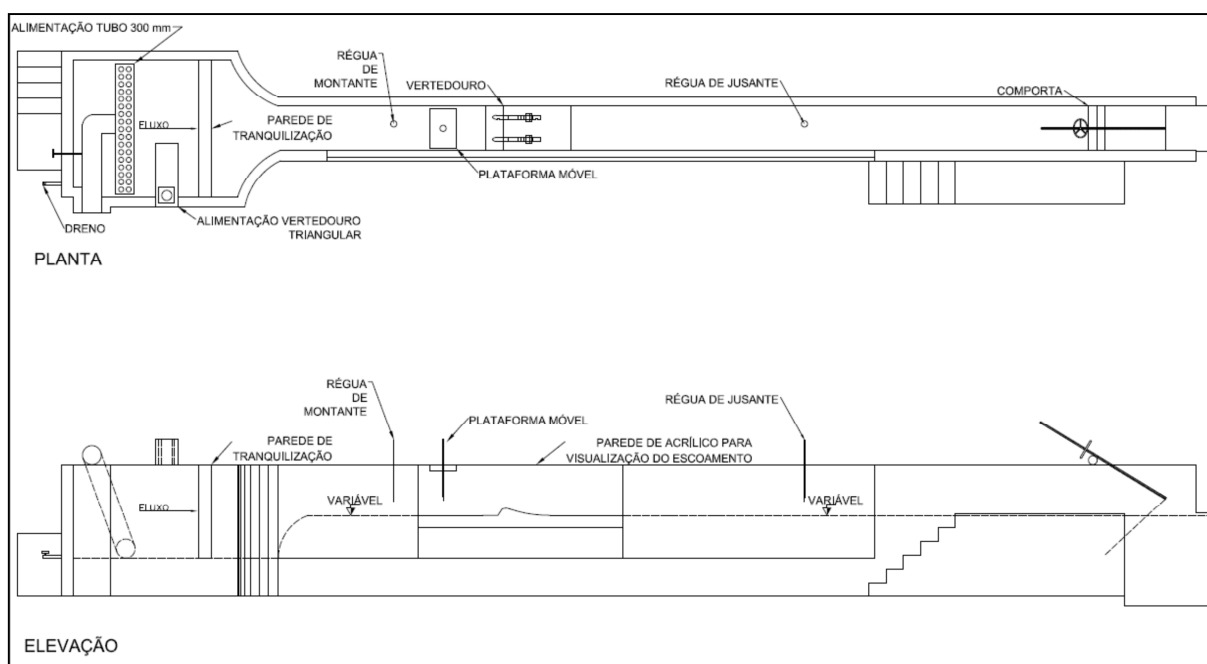 ALIMENTAÇÃO TUBO 300 mm
RÉGUA
DE
MONTANTE
VERTEDOURO
RÉGUA DE JUSANTE
COMPORTA
FLUXO
PAREDE DE
TRANQUILIZAÇÃO
PLATAFORMA MÓVEL
DRENO
ALIMENTAÇÃO VERTEDOURO
TRIANGULAR
PLANTA
RÉGUA
DE
MONTANTE
PLATAFORMA MÓVEL
RÉGUA DE JUSANTE
PAREDE DE
TRANQUILIZAÇÃO
PAREDE DE ACRÍLICO PARA
VISUALIZAÇÃO DO ESCOAMENTO
FLUXO
VARIÁVEL
VARIÁVEL
ELEVAÇÃO